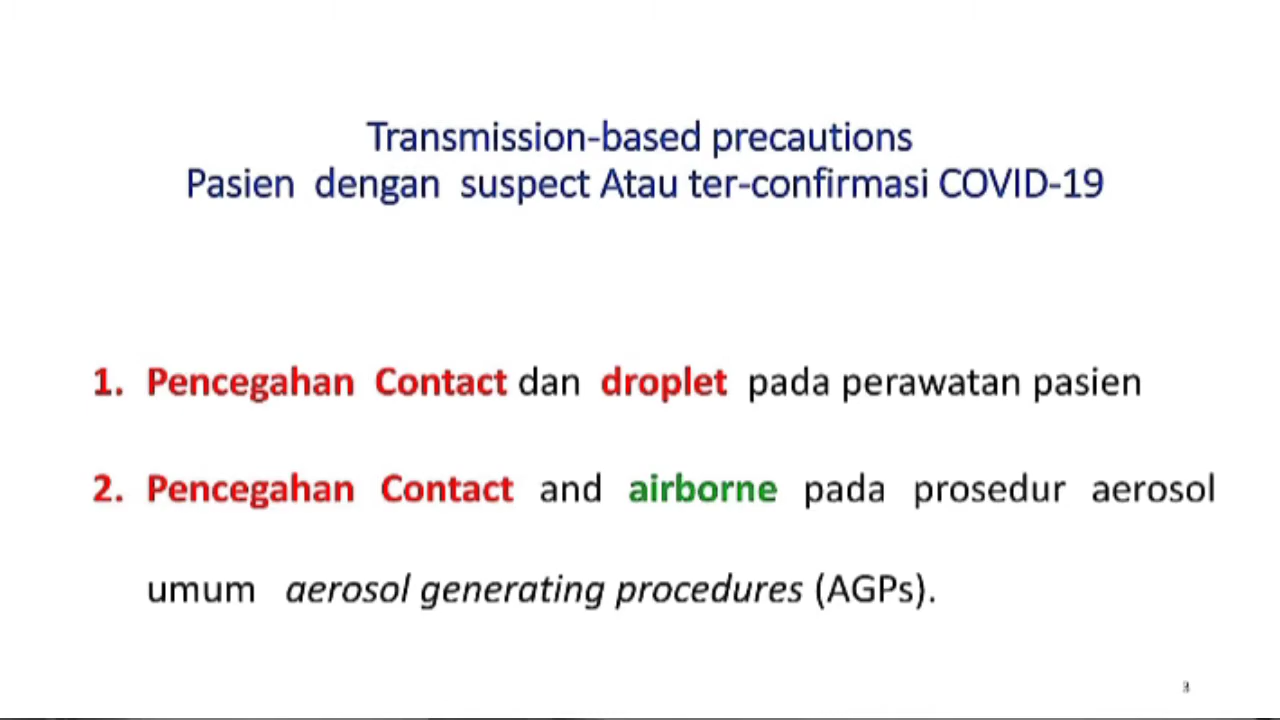 Transmission-based precautions
Pasien dengan suspect Atau ter-confirmasi COVID-19
1. Pencegahan Contact dan droplet pada perawatan pasien
2. Pencegahan Contact and airborne pada prosedur aerosol
umum aerosol generating procedures (AGPs).
3